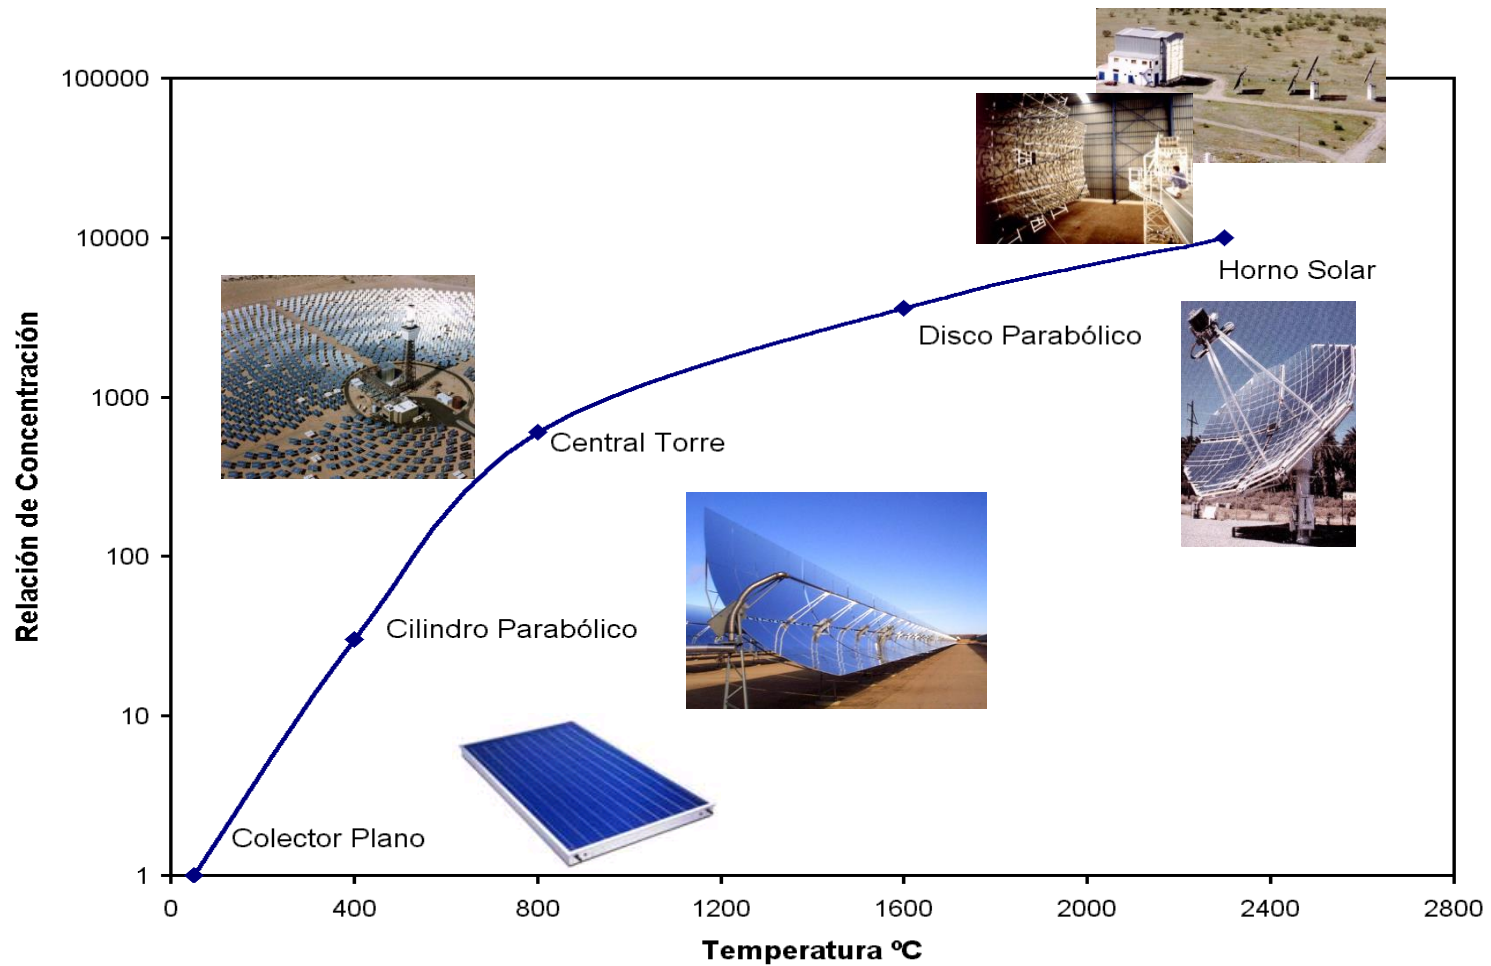 100000
10000
1000
100
10
1
Relación de Concentración
Horno Solar
Disco Parabólico
Central Torre
Cilindro Parabólico
Colector Plano
0 400 800 1200 1600 2000 2400 2800
Temperatura ºC